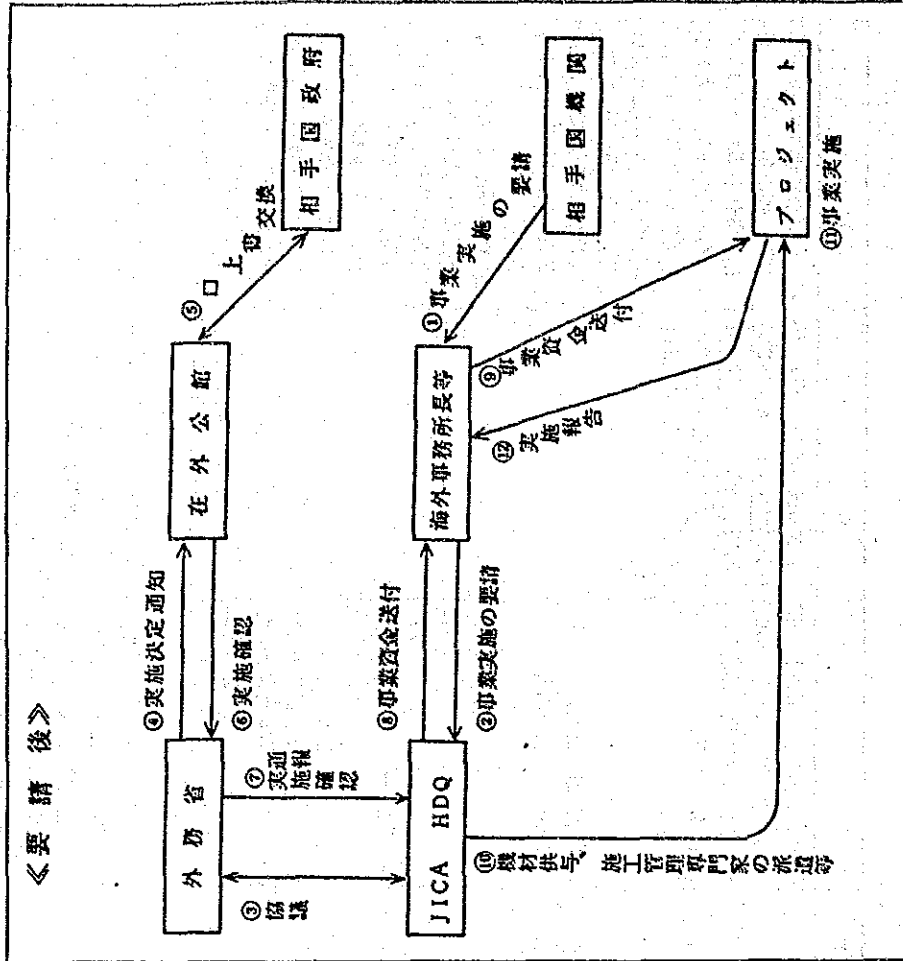 ≪要請後≫
外務省
④実施決定通知
⑥実施確認
在外公館
⑤口上書交換
相手国政府
③協議
⑦実施確認
通報
JICA HDQ
⑧事業資金送付
②事業実施の要請
海外事務所長等
①事業実施の要請
相手国機関
⑨事業資金送付
⑫実施報告
⑩機材供与、施工管理専門家の派遣等
プロジェクト
⑪事業実施